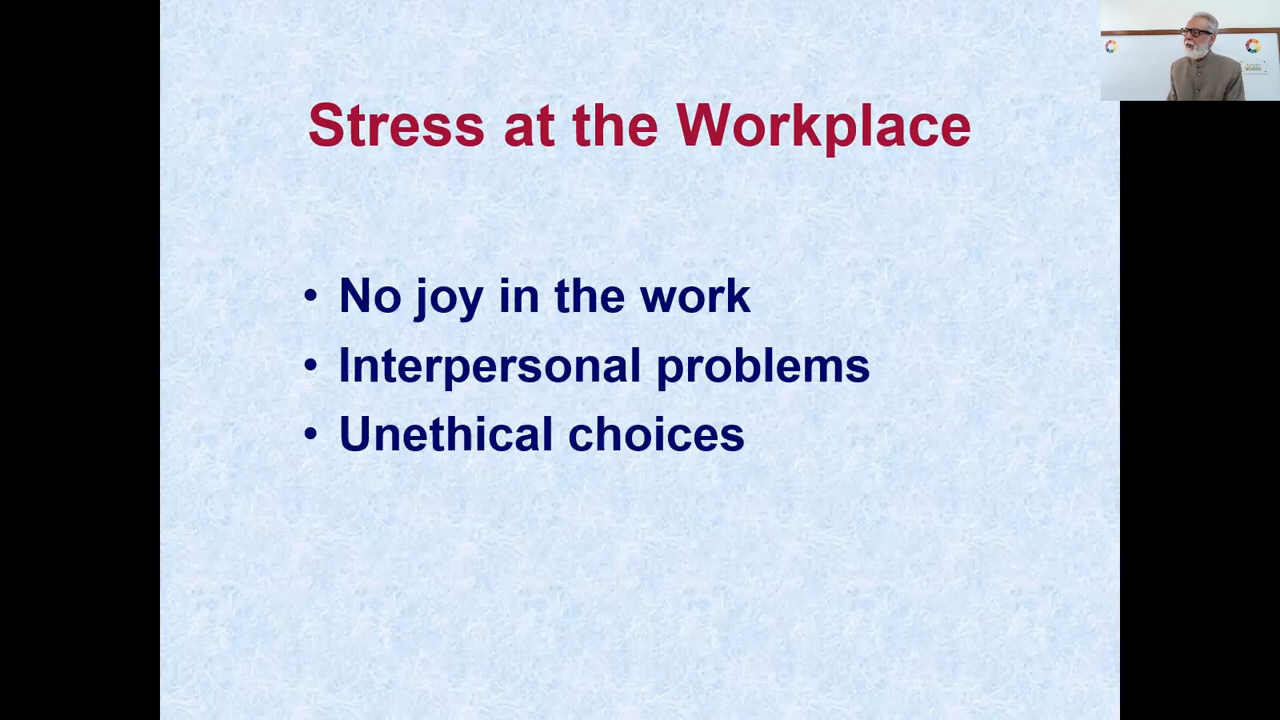 Stress at the Workplace
• No joy in the work
• Interpersonal problems
• Unethical choices